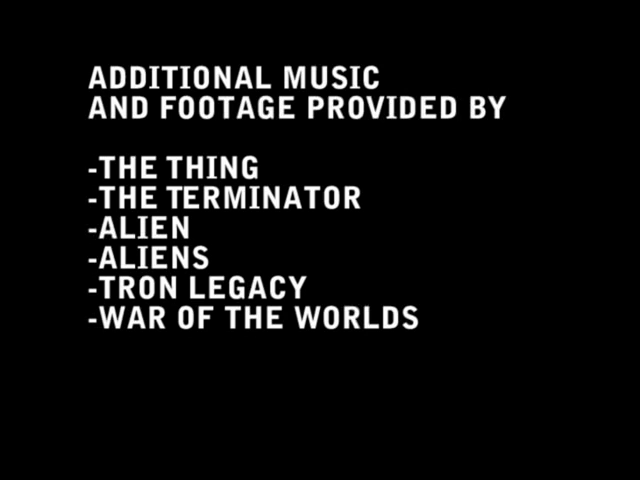 ADDITIONAL MUSIC
AND FOOTAGE PROVIDED BY
-THE THING
-THE TERMINATOR
-ALIEN
-ALIENS
-TRON LEGACY
-WAR OF THE WORLDS